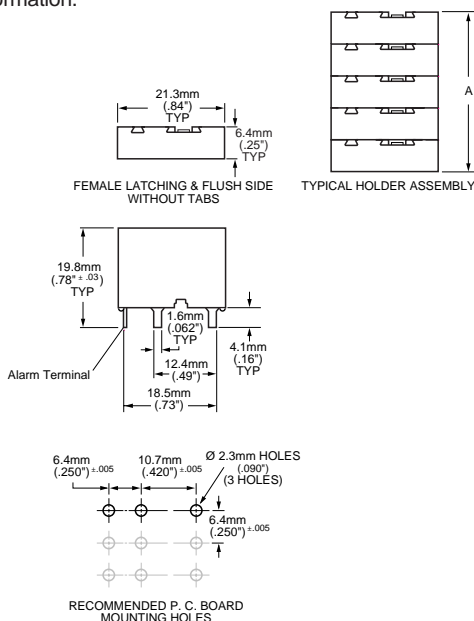 ormation.
21.3mm
(.84")
TYP
6.4mm
(.25")
TYP
A
FEMALE LATCHING & FLUSH SIDE
WITHOUT TABS
TYPICAL HOLDER ASSEMBLY
19.8mm
(.78" ± .03)
TYP
1.6mm
(.062")
TYP
4.1mm
(.16")
TYP
12.4mm
(.49")
Alarm Terminal
18.5mm
(.73")
6.4mm
(.250") ±.005
10.7mm
(.420") ±.005
Ø 2.3mm HOLES
(.090")
(3 HOLES)
6.4mm
(.250") ±.005
RECOMMENDED P. C. BOARD
MOUNTING HOLES